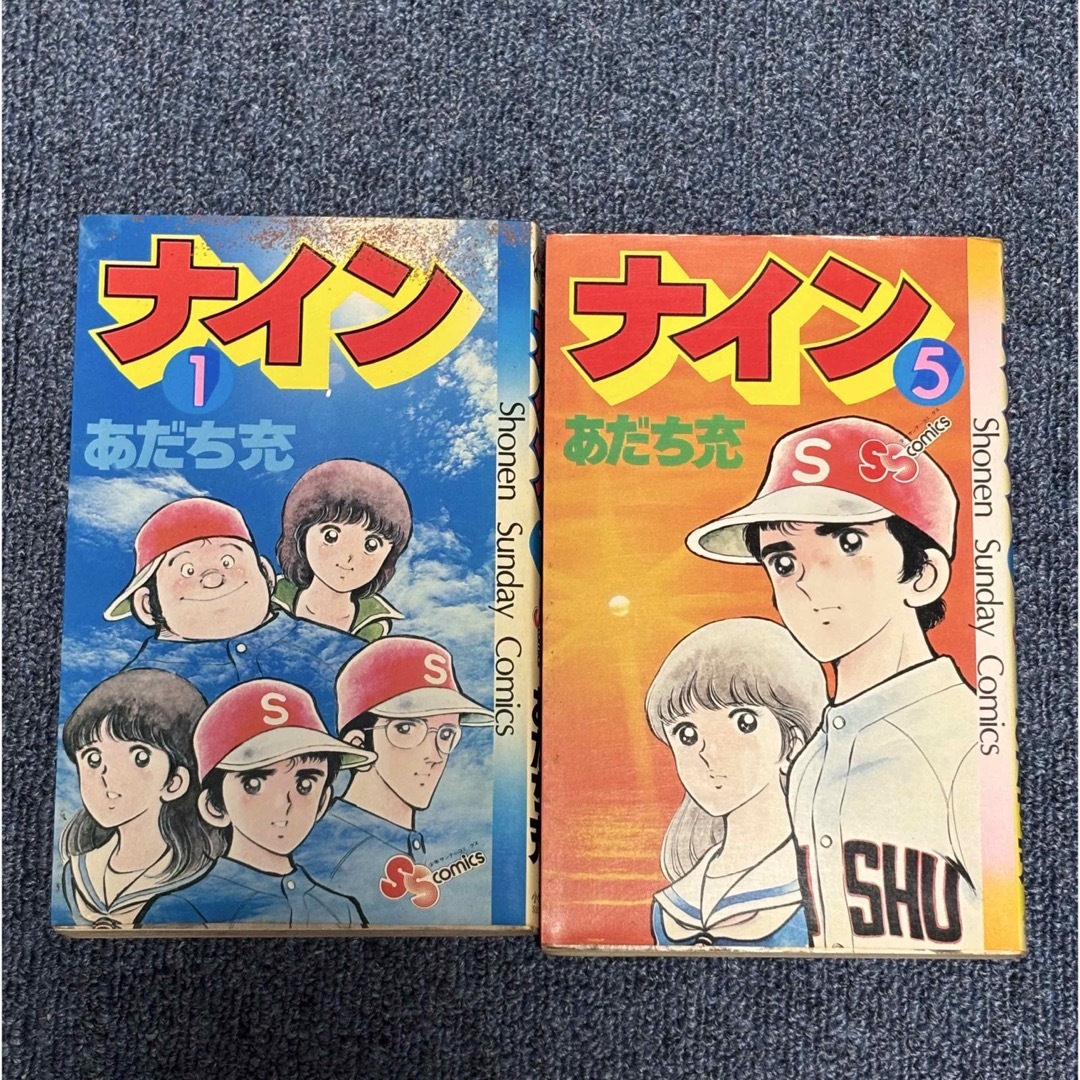 ナイン
1
あだち充
S
S
SS comics
Shonen Sunday Comics
ナイン
5
あだち充
S
SS comics
SHU
Shonen Sunday Comics